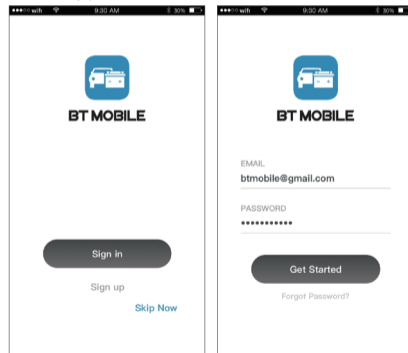 wifi 9:30 AM 30%
BT MOBILE
Sign in
Sign up
Skip Now
wifi 9:30 AM 30%
BT MOBILE
EMAIL
btmobile@gmail.com
PASSWORD
•••••••••••
Get Started
Forgot Password?